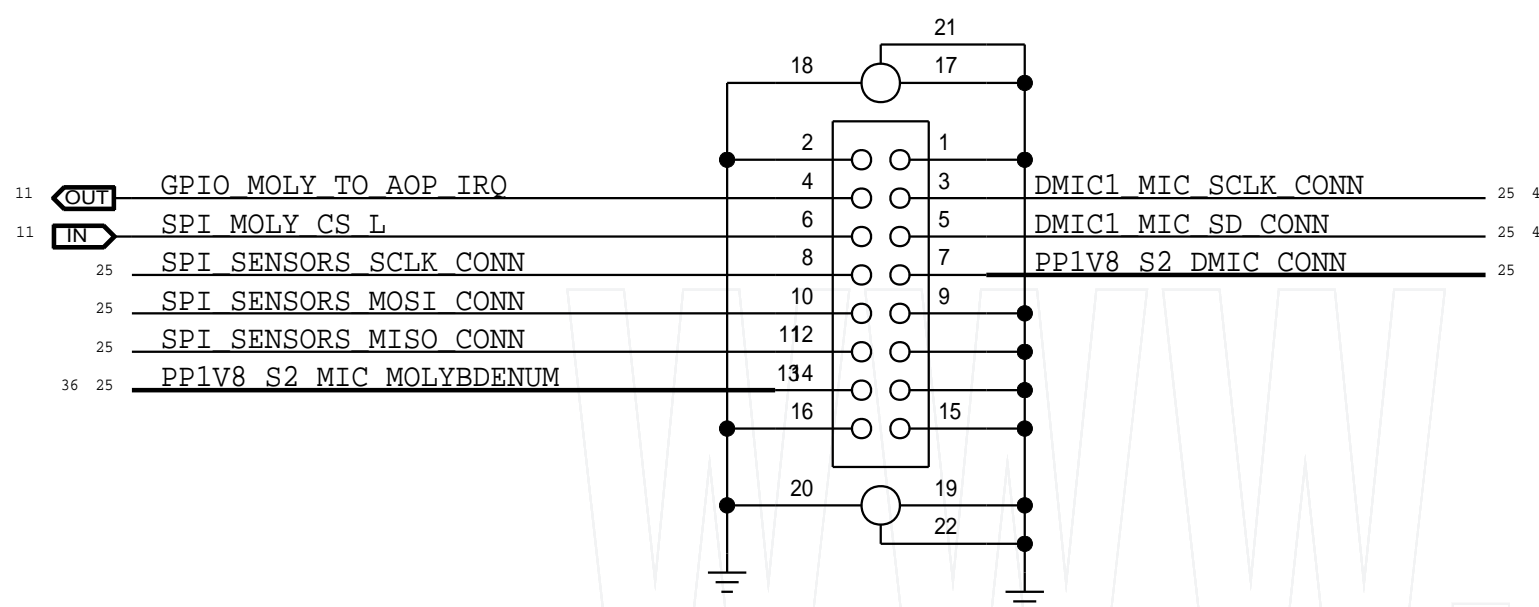 21
18 17
2 1
11 OUT GPIO_MOLY_TO_AOP_IRQ 4 3 DMIC1_MIC_SCLK_CONN 25 4
11 IN SPI_MOLY_CS_L 6 5 DMIC1_MIC_SD_CONN 25 4
25 SPI_SENSORS_SCLK_CONN 8 7 PP1V8_S2_DMIC_CONN 25
25 SPI_SENSORS_MOSI_CONN 10 9
25 SPI_SENSORS_MISO_CONN 12 11
36 25 PP1V8_S2_MIC_MOLYBDENUM 14 13
16 15
20 19
22